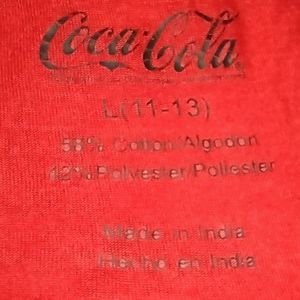 Coca-Cola
L(11-13)
58% Cotton/Algodon
42% Polyester/Poliester
Made in India
Hecho en India